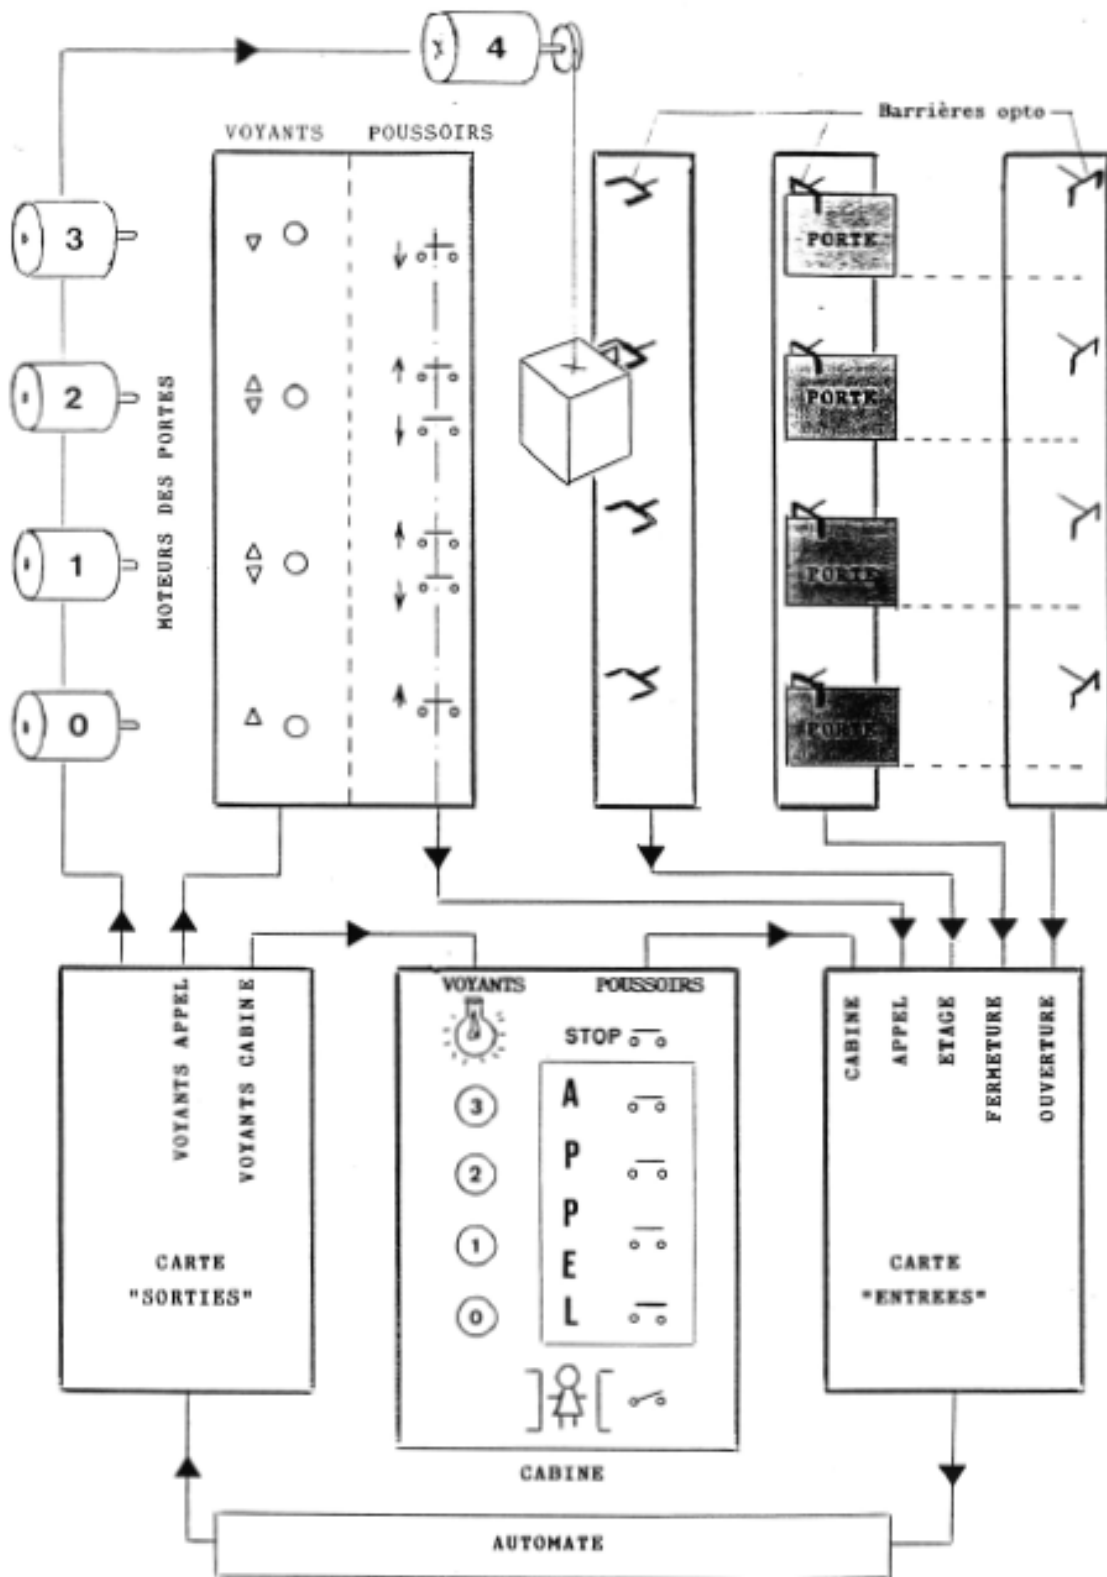 4
Barrières opto
VOYANTS POUSSOIRS
3
PORTE
2
PORTE
MOTEURS DES PORTES
1
PORTE
0
PORTE
VOYANTS APPEL
VOYANTS CABINE
CARTE
"SORTIES"
VOYANTS POUSSOIRS
STOP
3
2
1
0
APPEL
CABINE
CABINE
APPEL
ETAGE
FERMETURE
OUVERTURE
CARTE
"ENTREES"
AUTOMATE